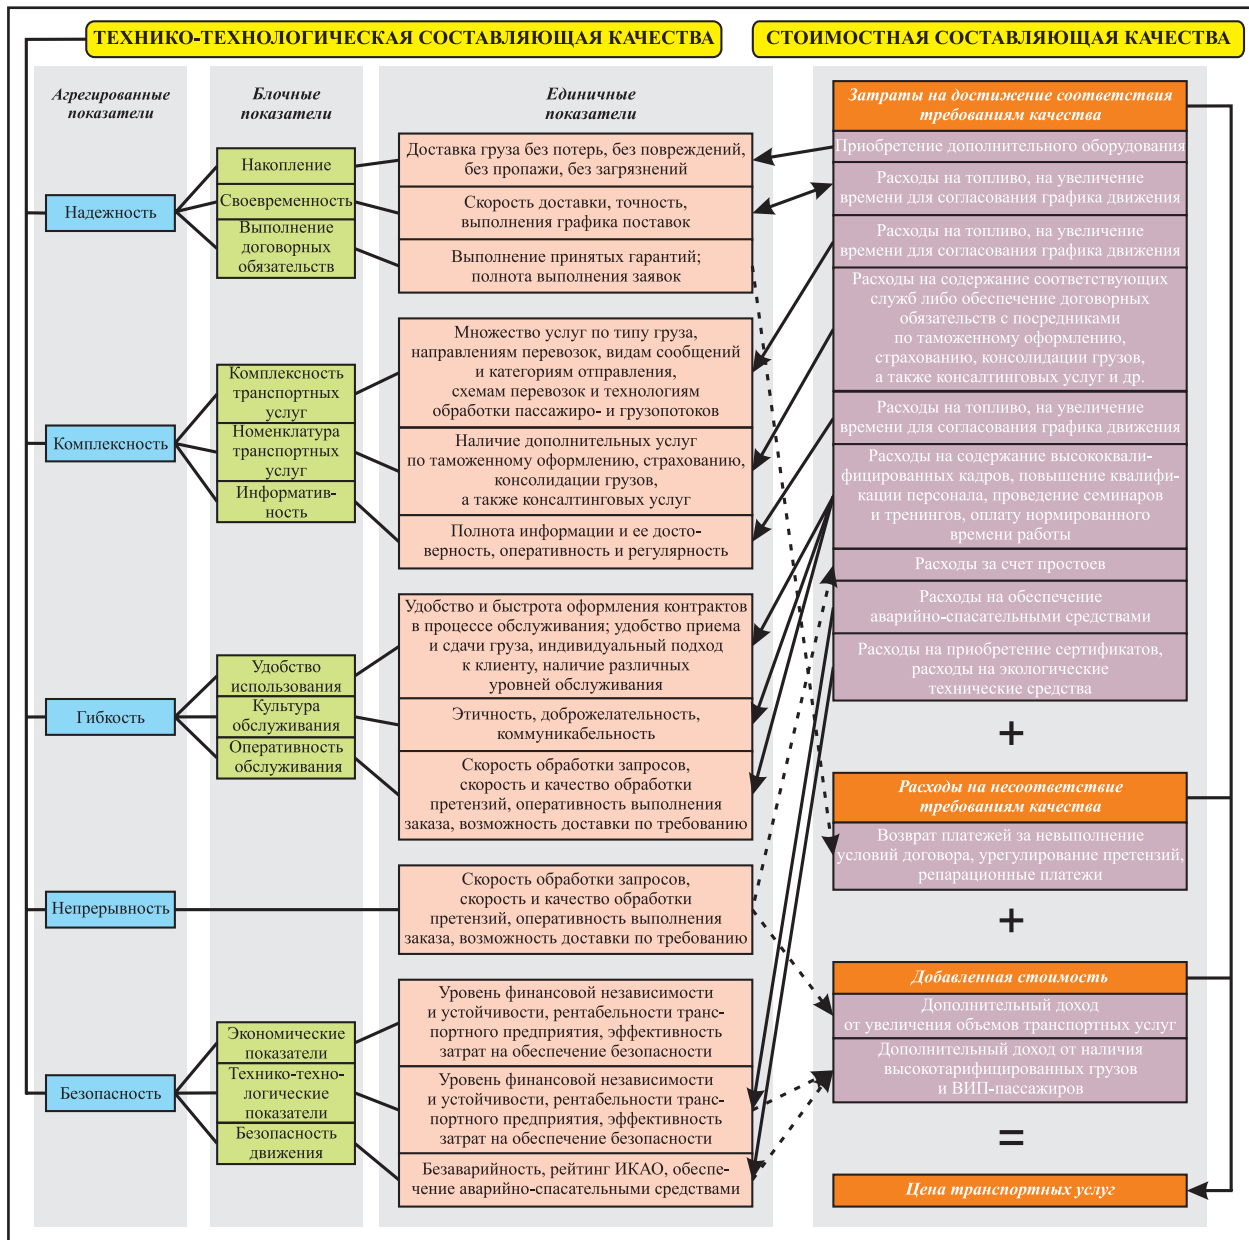 ТЕХНИКО-ТЕХНОЛОГИЧЕСКАЯ СОСТАВЛЯЮЩАЯ КАЧЕСТВА
СТОИМОСТНАЯ СОСТАВЛЯЮЩАЯ КАЧЕСТВА
Агрегированные
показатели
Блочные
показатели
Единичные
показатели
Надежность
Накопление
Своевременность
Выполнение
договорных
обязательств
Доставка груза без потерь, без повреждений,
без пропажи, без загрязнений
Скорость доставки, точность,
выполнения графика поставок
Выполнение принятых гарантий;
полнота выполнения заявок
Комплексность
Комплексность
транспортных
услуг
Номенклатура
транспортных
услуг
Информатив-
ность
Множество услуг по типу груза,
направлениям перевозок, видам сообщений
и категориям отправления,
схемам перевозок и технологиям
обработки пассажиро- и грузопотоков
Наличие дополнительных услуг
по таможенному оформлению, страхованию,
консолидации грузов,
а также консалтинговых услуг
Полнота информации и ее досто-
верность, оперативность и регулярность
Гибкость
Удобство
использования
Культура
обслуживания
Оперативность
обслуживания
Удобство и быстрота оформления контрактов
в процессе обслуживания; удобство приема
и сдачи груза, индивидуальный подход
к клиенту, наличие различных
уровней обслуживания
Этичность, доброжелательность,
коммуникабельность
Скорость обработки запросов,
скорость и качество обработки
претензий, оперативность выполнения
заказа, возможность доставки по требованию
Непрерывность
Скорость обработки запросов,
скорость и качество обработки
претензий, оперативность выполнения
заказа, возможность доставки по требованию
Безопасность
Экономические
показатели
Технико-техно-
логические
показатели
Безопасность
движения
Уровень финансовой независимости
и устойчивости, рентабельности транс-
портного предприятия, эффективность
затрат на обеспечение безопасности
Уровень финансовой независимости
и устойчивости, рентабельности транс-
портного предприятия, эффективность
затрат на обеспечение безопасности
Безаварийность, рейтинг ИКАО, обеспе-
чение аварийно-спасательными средствами
Затраты на достижение соответствия
требованиям качества
Приобретение дополнительного оборудования
Расходы на топливо, на увеличение
времени для согласования графика движения
Расходы на топливо, на увеличение
времени для согласования графика движения
Расходы на содержание соответствующих
служб либо обеспечение договорных
обязательств с посредниками
по таможенному оформлению,
страхованию, консолидации грузов,
а также консалтинговых услуг и др.
Расходы на топливо, на увеличение
времени для согласования графика движения
Расходы на содержание высококвали-
фицированных кадров, повышение квалифи-
кации персонала, проведение семинаров
и тренингов, оплату нормированного
времени работы
Расходы за счет простоев
Расходы на обеспечение
аварийно-спасательными средствами
Расходы на приобретение сертификатов,
расходы на экологические
технические средства
+
Расходы на несоответствие
требованиям качества
Возврат платежей за невыполнение
условий договора, урегулирование претензий,
репарационные платежи
+
Добавленная стоимость
Дополнительный доход
от увеличения объемов транспортных услуг
Дополнительный доход от наличия
высокотарифицированных грузов
и ВИП-пассажиров
=
Цена транспортных услуг